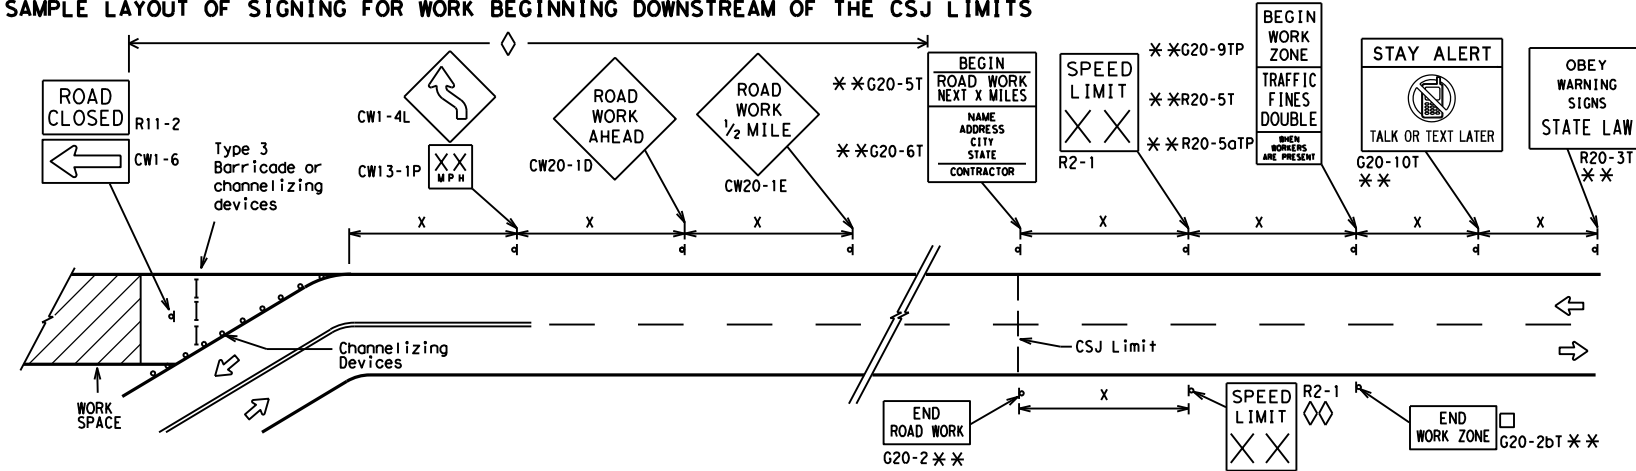 SAMPLE LAYOUT OF SIGNING FOR WORK BEGINNING DOWNSTREAM OF THE CSJ LIMITS
ROAD
CLOSED
R11-2
CW1-6
Type 3
Barricade or
channelizing
devices
CW1-4L
CW13-1P
XX
MPH
ROAD
WORK
AHEAD
CW20-1D
ROAD
WORK
1/2 MILE
CW20-1E
**G20-5T
**G20-6T
BEGIN
ROAD WORK
NEXT X MILES
NAME
ADDRESS
CITY
STATE
CONTRACTOR
SPEED
LIMIT
XX
R2-1
**G20-9TP
**R20-5T
**R20-5aTP
BEGIN
WORK
ZONE
TRAFFIC
FINES
DOUBLE
WHEN
WORKERS
ARE PRESENT
STAY ALERT
TALK OR TEXT LATER
G20-10T
**
OBEY
WARNING
SIGNS
STATE LAW
R20-3T
**
X
X
X
X
X
X
X
Channelizing
Devices
WORK
SPACE
CSJ Limit
X
END
ROAD WORK
G20-2**
SPEED
LIMIT
XX
R2-1
END
WORK ZONE
G20-2bT **